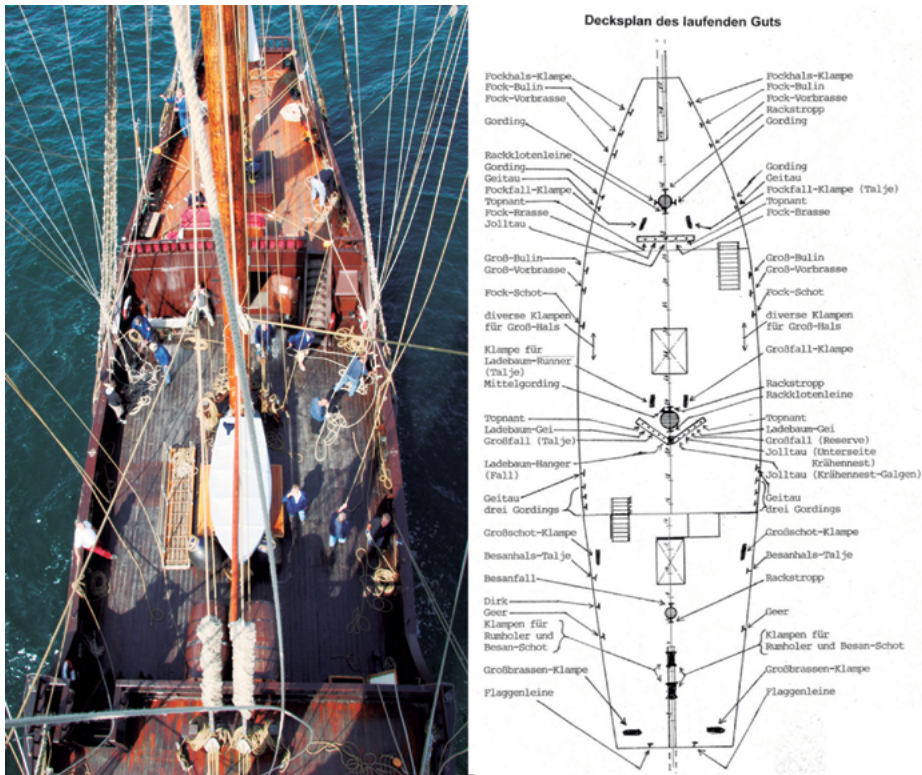 Decksplan des laufenden Guts
Fockhals-Klampe
Fock-Bulin
Fock-Vorbrasse
Gording
Rackklotenleine
Gording
Geitau
Fockfall-Klampe
Topnant
Fock-Brasse
Jolltau
Groß-Bulin
Groß-Vorbrasse
Fock-Schot
diverse Klampen
für Groß-Hals
Klampe für
Ladebaum-Runner
(Talje)
Mittelgording
Topnant
Ladebaum-Gei
Großfall (Talje)
Ladebaum-Hanger
(Fall)
Geitau
drei Gordings
Großschot-Klampe
Besanhals-Talje
Besanfall
Dirk
Geer
Klampen für
Rumholer und
Besan-Schot
Großbrassen-Klampe
Flaggenleine
Fockhals-Klampe
Fock-Bulin
Fock-Vorbrasse
Rackstropp
Gording
Gording
Geitau
Fockfall-Klampe (Talje)
Topnant
Fock-Brasse
Groß-Bulin
Groß-Vorbrasse
Fock-Schot
diverse Klampen
für Groß-Hals
Großfall-Klampe
Rackstropp
Rackklotenleine
Topnant
Ladebaum-Gei
Großfall (Reserve)
Jolltau (Unterseite
Krähennest)
Jolltau (Krähennest-Galgen)
Geitau
drei Gordings
Großschot-Klampe
Besanhals-Talje
Rackstropp
Geer
Klampen für
Rumholer und Besan-Schot
Großbrassen-Klampe
Flaggenleine